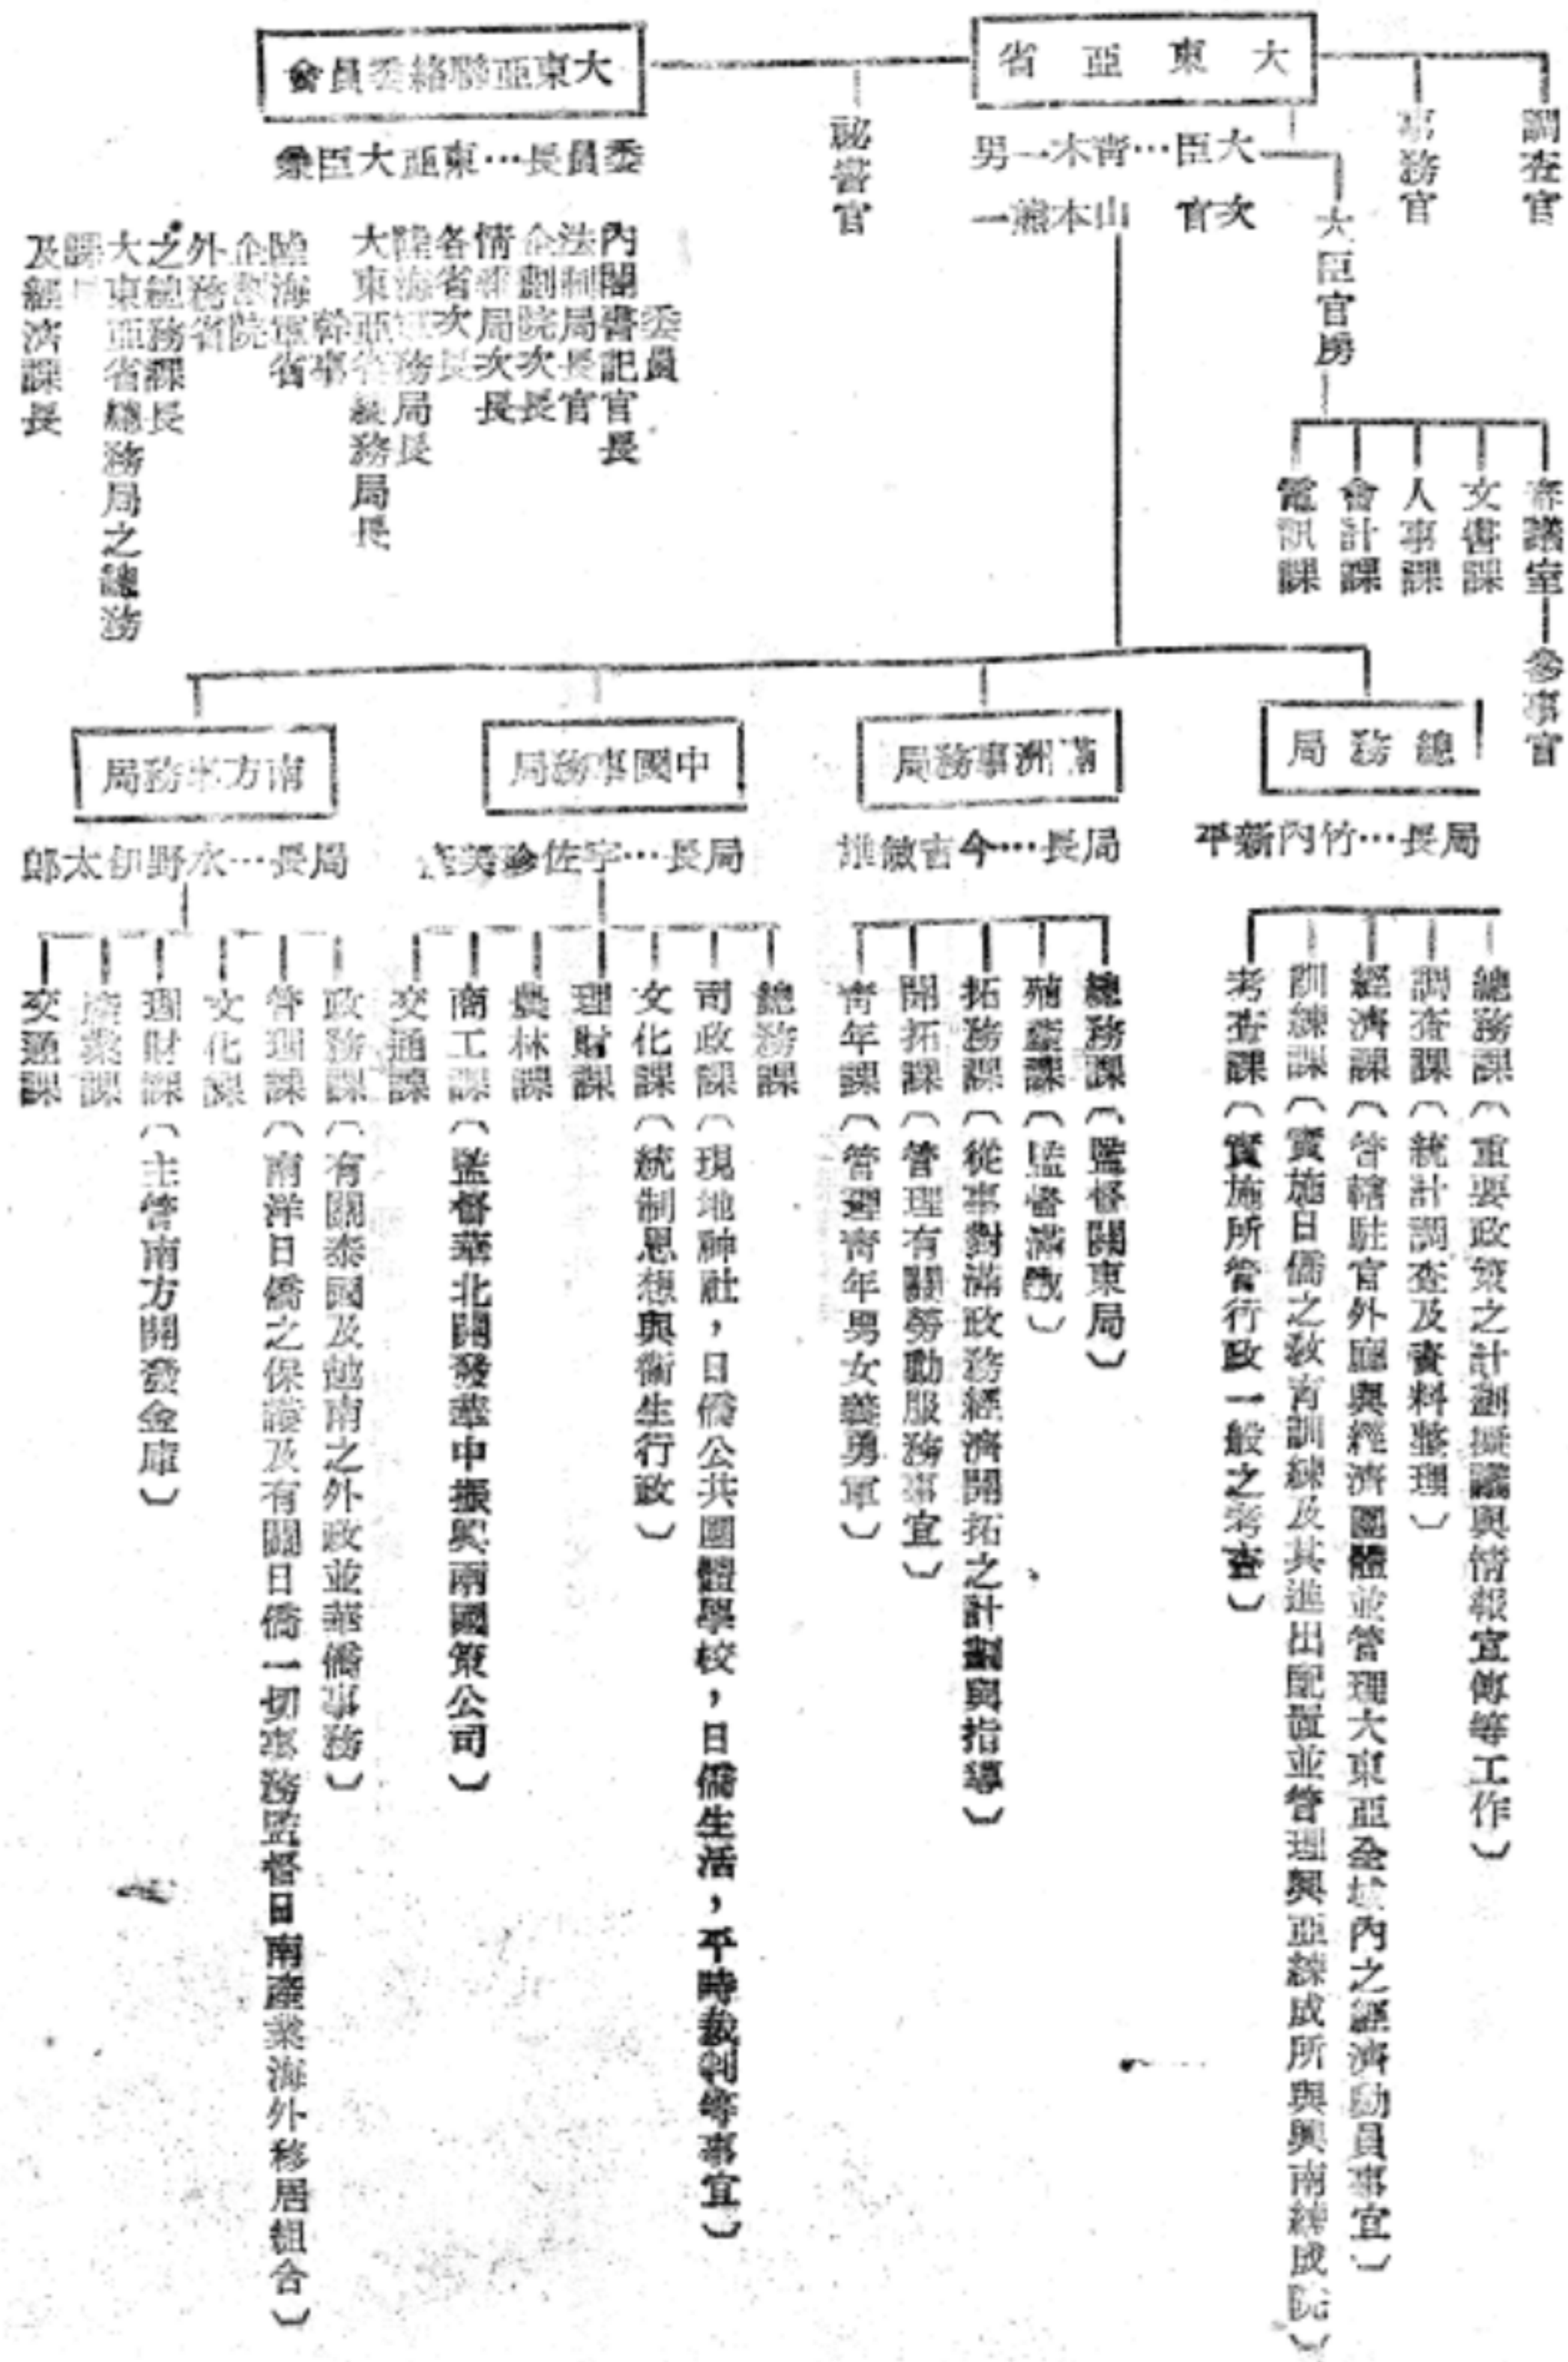 大東亞省
大臣…青木一男
次官 山本熊一
調查官
事務官
祕書官
大臣官房
審議室
參事官
文書課
人事課
會計課
電訊課
大東亞聯絡委員會
委員長…東亞大臣兼
委員
內閣書記官長
法制局長官
企劃院次長
情報局次長
各省次長
陸海軍務局長
大東亞省總務局長
幹事
陸海軍省
企劃院
外務省
之總務課長
大東亞省總務局之總務
課
及經濟課長
總務局
局長…竹內新平
總務課(重要政策之計劃擬議與情報宣傳等工作)
調查課(統計調查及資料整理)
經濟課(管轄駐官外廳與經濟團體並管理大東亞全域內之經濟動員事宜)
訓練課(實施日僑之教育訓練及其進出配置並管理興亞練成所與興南練成院)
考查課(實施所管行政一般之考查)
滿洲事務局
局長…今吉敏雄
總務課(監督關東局)
殖產課(監督滿)
拓務課(從事對滿政務經濟開拓之計劃與指導)
開拓課(管理有關勞動服務事宜)
青年課(管理青年男女義勇軍)
中國事務局
局長…宇佐珍美
總務課
司政課(現地神社,日僑公共團體學校,日僑生活,平時裁判等事宜)
文化課(統制思想與衞生行政)
理財課
農林課
商工課(監督華北開發華中振興兩國策公司)
交通課
南方事務局
局長…水野伊太郎
政務課(有關泰國及越南之外政並華僑事務)
管理課(南洋日僑之保護及有關日僑一切事務監督日南產業海外移居組合)
文化課
理財課(主管南方開發金庫)
產業課
交通課